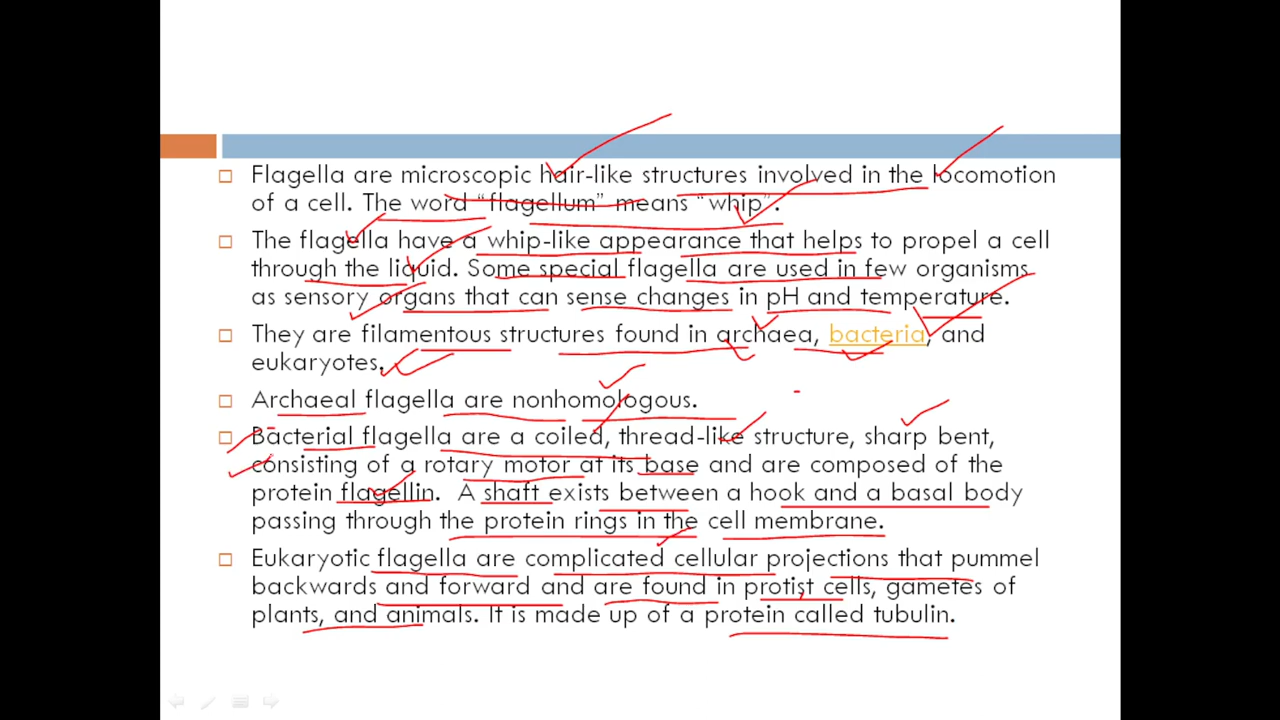 Flagella are microscopic hair-like structures involved in the locomotion
of a cell. The word “flagellum” means “whip”.
The flagella have a whip-like appearance that helps to propel a cell
through the liquid. Some special flagella are used in few organisms
as sensory organs that can sense changes in pH and temperature.
They are filamentous structures found in archaea, bacteria, and
eukaryotes.
Archaeal flagella are nonhomologous.
Bacterial flagella are a coiled, thread-like structure, sharp bent,
consisting of a rotary motor at its base and are composed of the
protein flagellin. A shaft exists between a hook and a basal body
passing through the protein rings in the cell membrane.
Eukaryotic flagella are complicated cellular projections that pummel
backwards and forward and are found in protist cells, gametes of
plants, and animals. It is made up of a protein called tubulin.